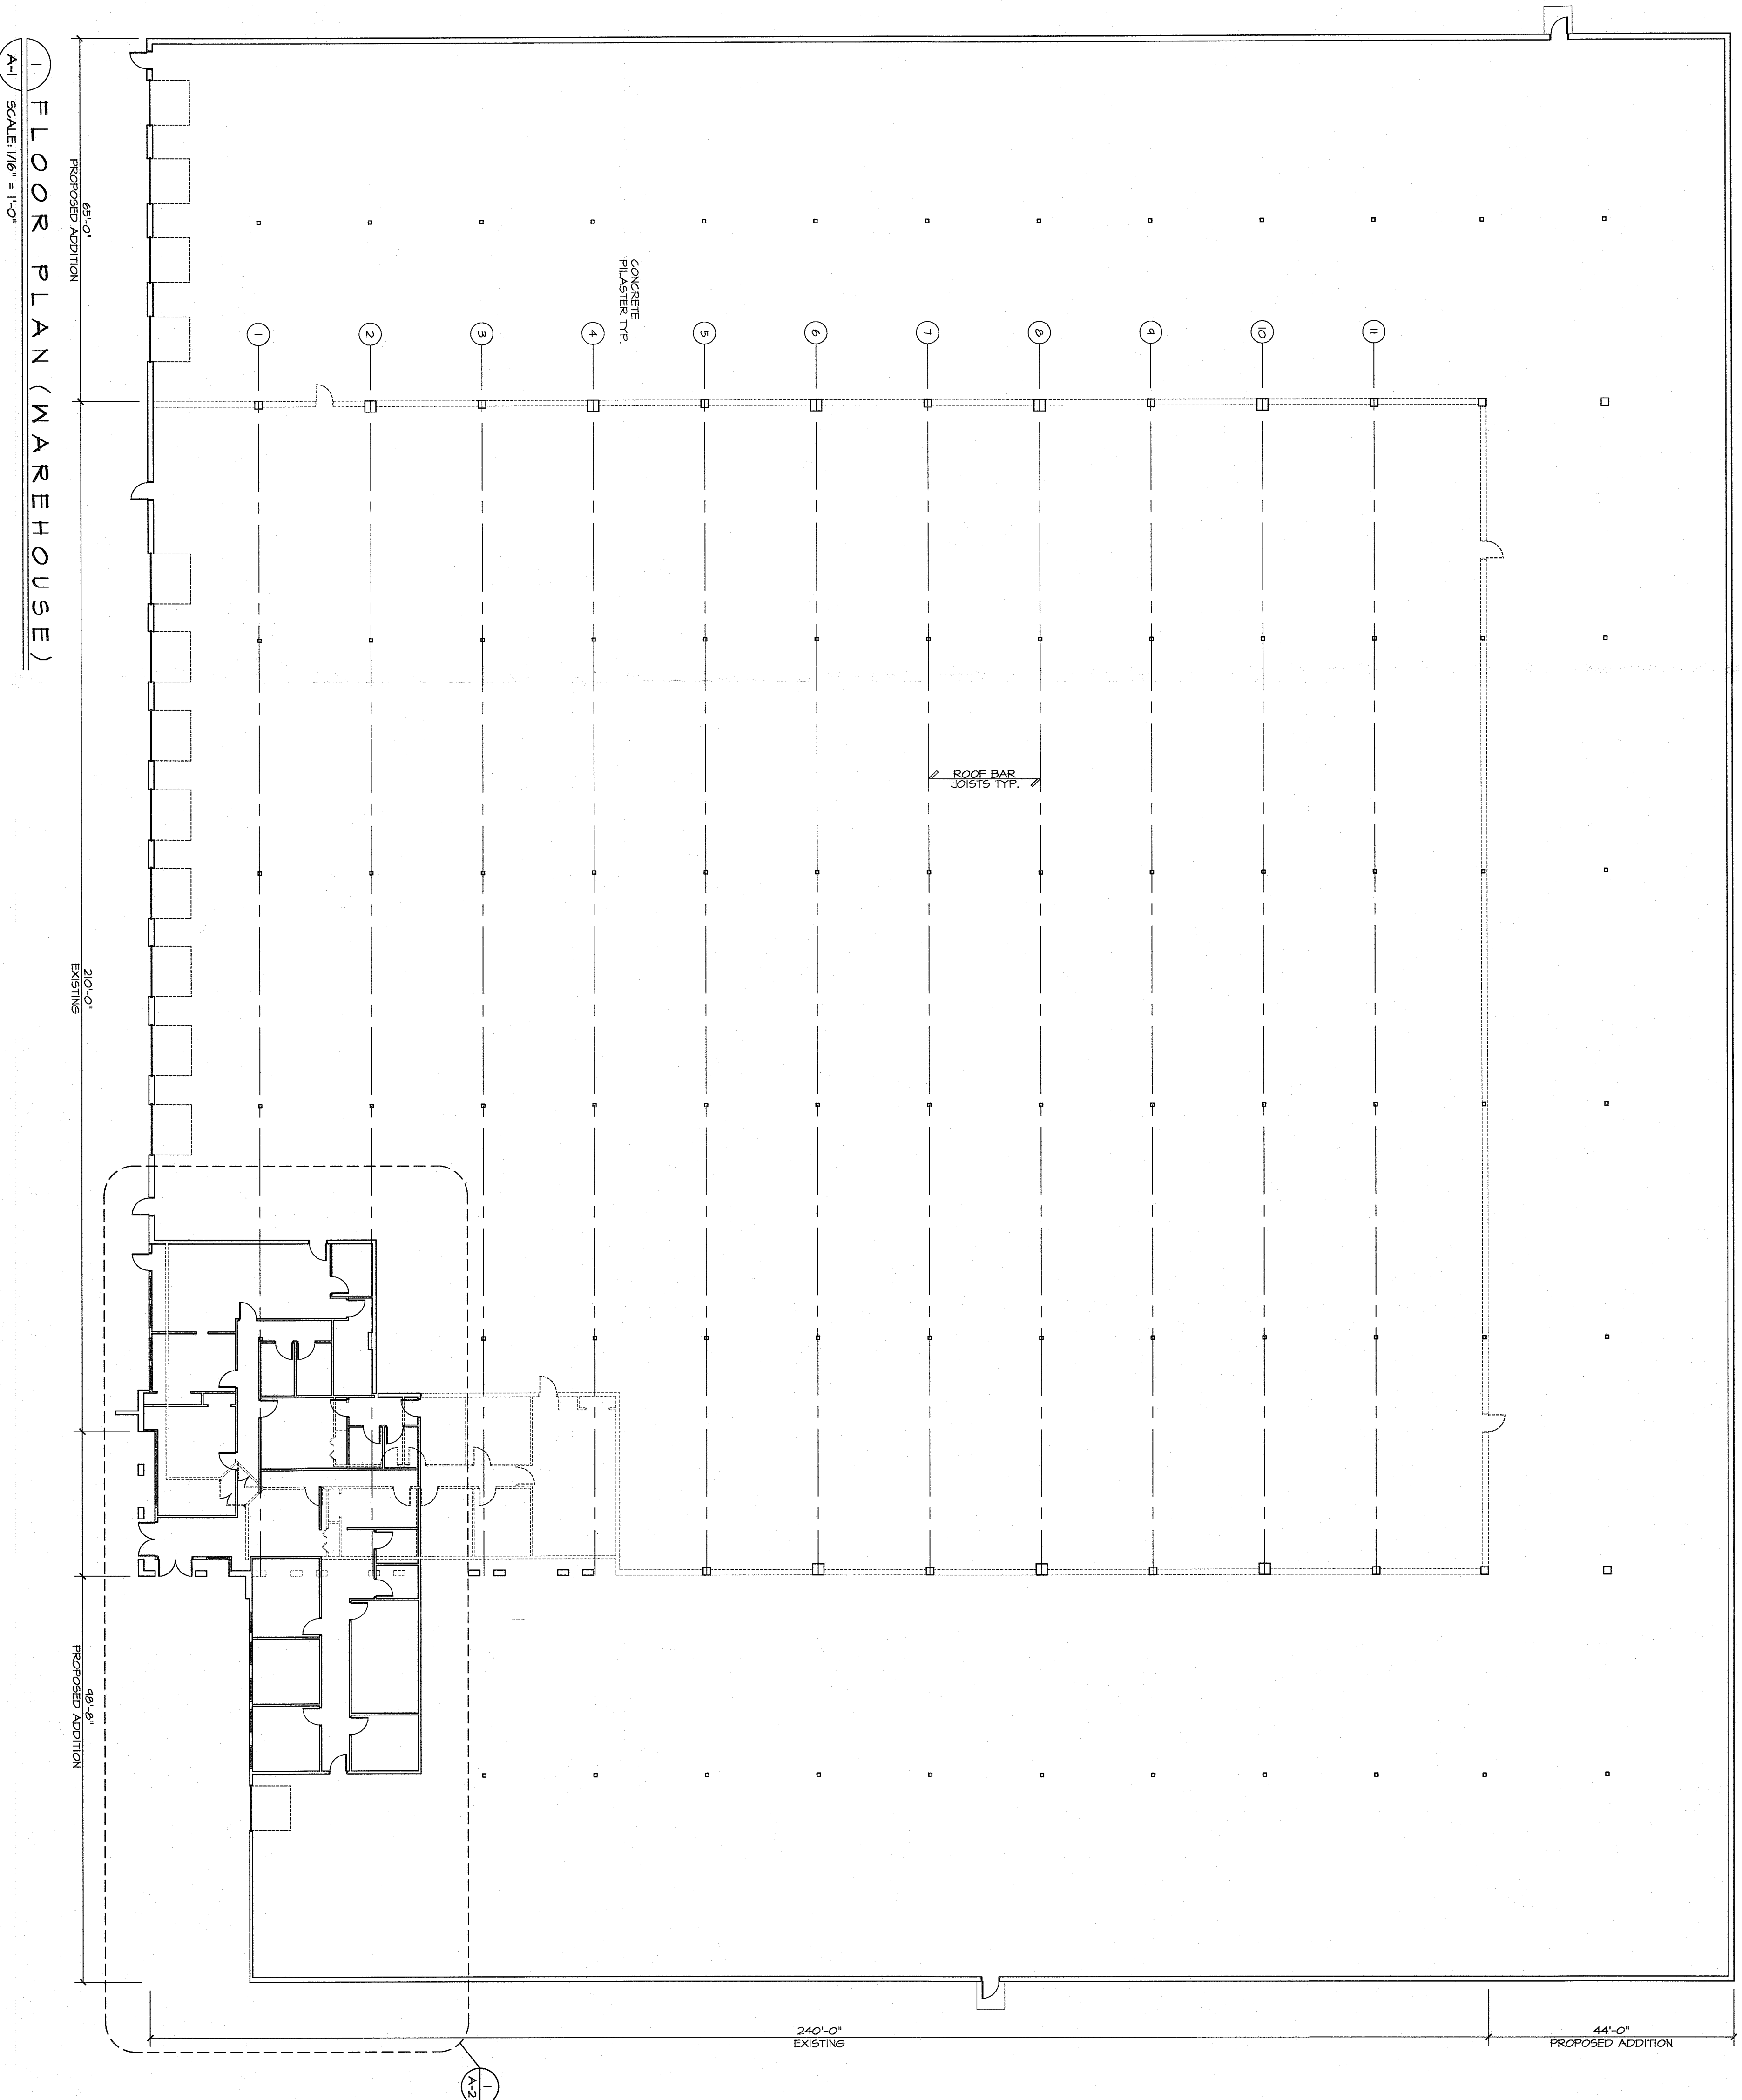 1
A-1
FLOOR PLAN (WAREHOUSE)
SCALE: 1/16" = 1'-0"
65'-0"
PROPOSED ADDITION
210'-0"
EXISTING
98'-8"
PROPOSED ADDITION
CONCRETE
PILASTER TYP.
1
2
3
4
5
6
7
8
9
10
11
ROOF BAR
JOISTS TYP.
240'-0"
EXISTING
44'-0"
PROPOSED ADDITION
1
A-2